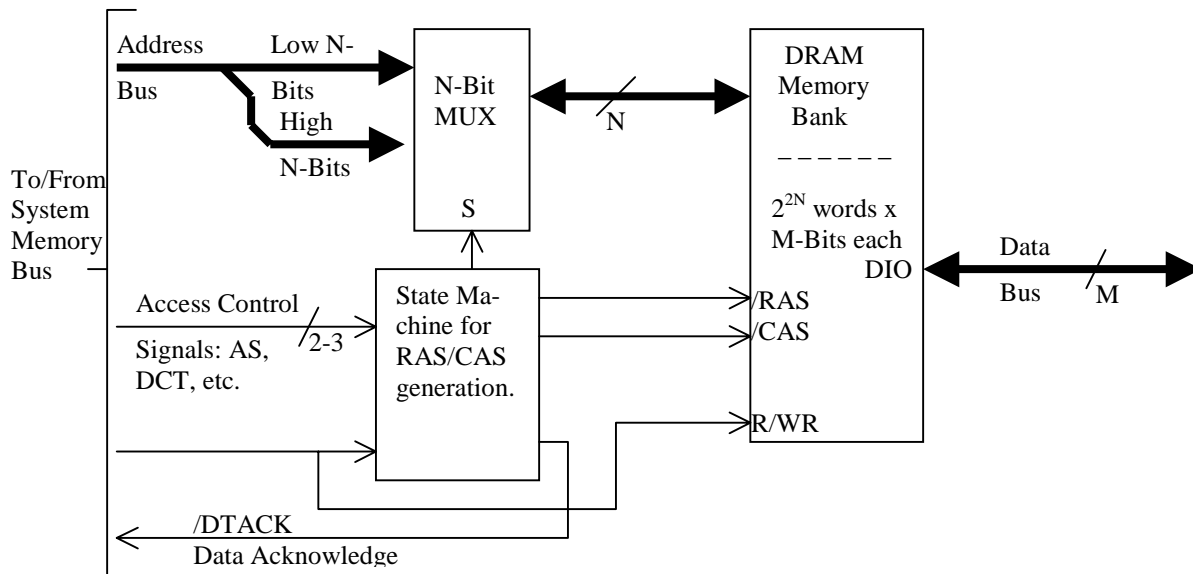 Address
Bus
Low N-
Bits
High
N-Bits
N-Bit
MUX
S
N
DRAM
Memory
Bank
– – – – – –
2^2N words x
M-Bits each
DIO
Data
Bus
M
To/From
System
Memory
Bus
Access Control
2-3
Signals: AS,
DCT, etc.
State Ma-
chine for
RAS/CAS
generation.
/RAS
/CAS
R/WR
/DTACK
Data Acknowledge